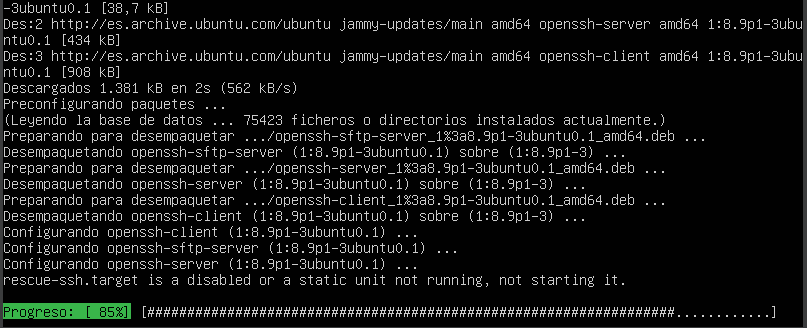 -3ubuntu0.1 [38,7 kB]
Des:2 http://es.archive.ubuntu.com/ubuntu jammy-updates/main amd64 openssh-server amd64 1:8.9p1-3ubu
ntu0.1 [434 kB]
Des:3 http://es.archive.ubuntu.com/ubuntu jammy-updates/main amd64 openssh-client amd64 1:8.9p1-3ubu
ntu0.1 [908 kB]
Descargados 1.381 kB en 2s (562 kB/s)
Preconfigurando paquetes ...
(Leyendo la base de datos ... 75423 ficheros o directorios instalados actualmente.)
Preparando para desempaquetar .../openssh-sftp-server_1%3a8.9p1-3ubuntu0.1_amd64.deb ...
Desempaquetando openssh-sftp-server (1:8.9p1-3ubuntu0.1) sobre (1:8.9p1-3) ...
Preparando para desempaquetar .../openssh-server_1%3a8.9p1-3ubuntu0.1_amd64.deb ...
Desempaquetando openssh-server (1:8.9p1-3ubuntu0.1) sobre (1:8.9p1-3) ...
Preparando para desempaquetar .../openssh-client_1%3a8.9p1-3ubuntu0.1_amd64.deb ...
Desempaquetando openssh-client (1:8.9p1-3ubuntu0.1) sobre (1:8.9p1-3) ...
Configurando openssh-client (1:8.9p1-3ubuntu0.1) ...
Configurando openssh-sftp-server (1:8.9p1-3ubuntu0.1) ...
Configurando openssh-server (1:8.9p1-3ubuntu0.1) ...
rescue-ssh.target is a disabled or a static unit not running, not starting it.
Progreso: [ 85%] [##################################################################............]